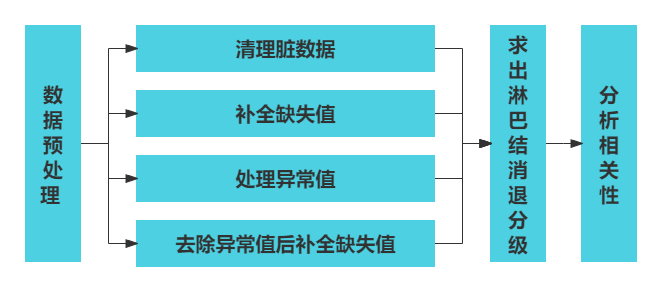 数据预处理
清理脏数据
补全缺失值
处理异常值
去除异常值后补全缺失值
求出淋巴结消退分级
分析相关性